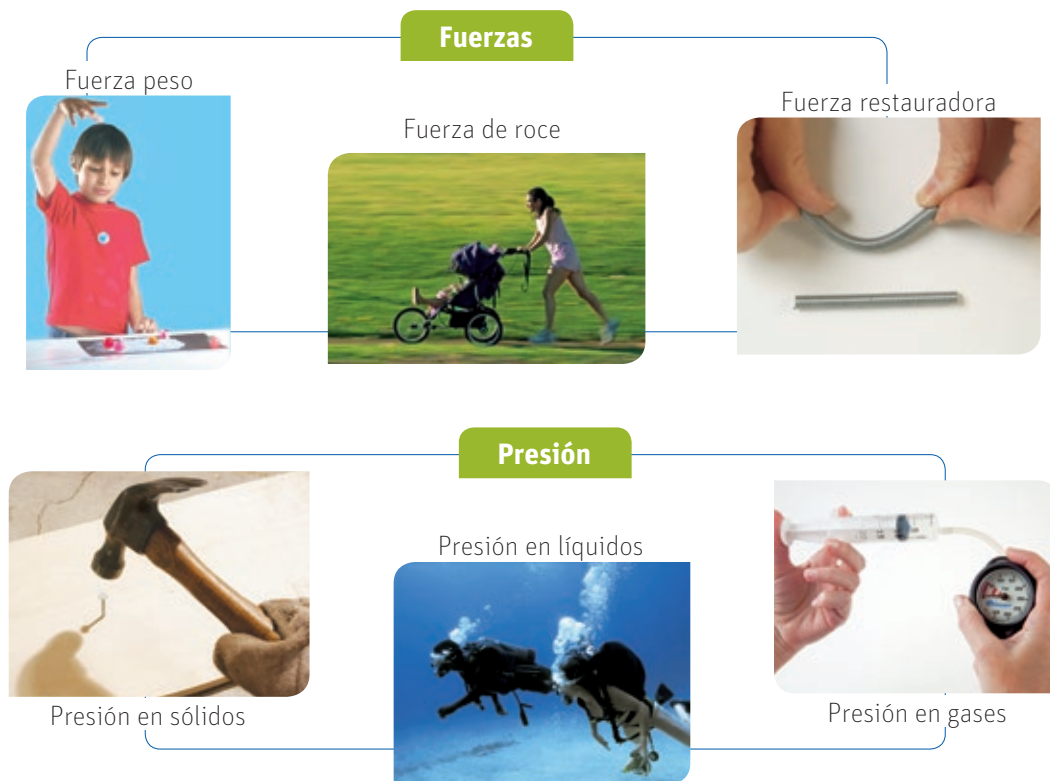 Fuerzas
Fuerza peso
Fuerza de roce
Fuerza restauradora
Presión
Presión en sólidos
Presión en líquidos
Presión en gases